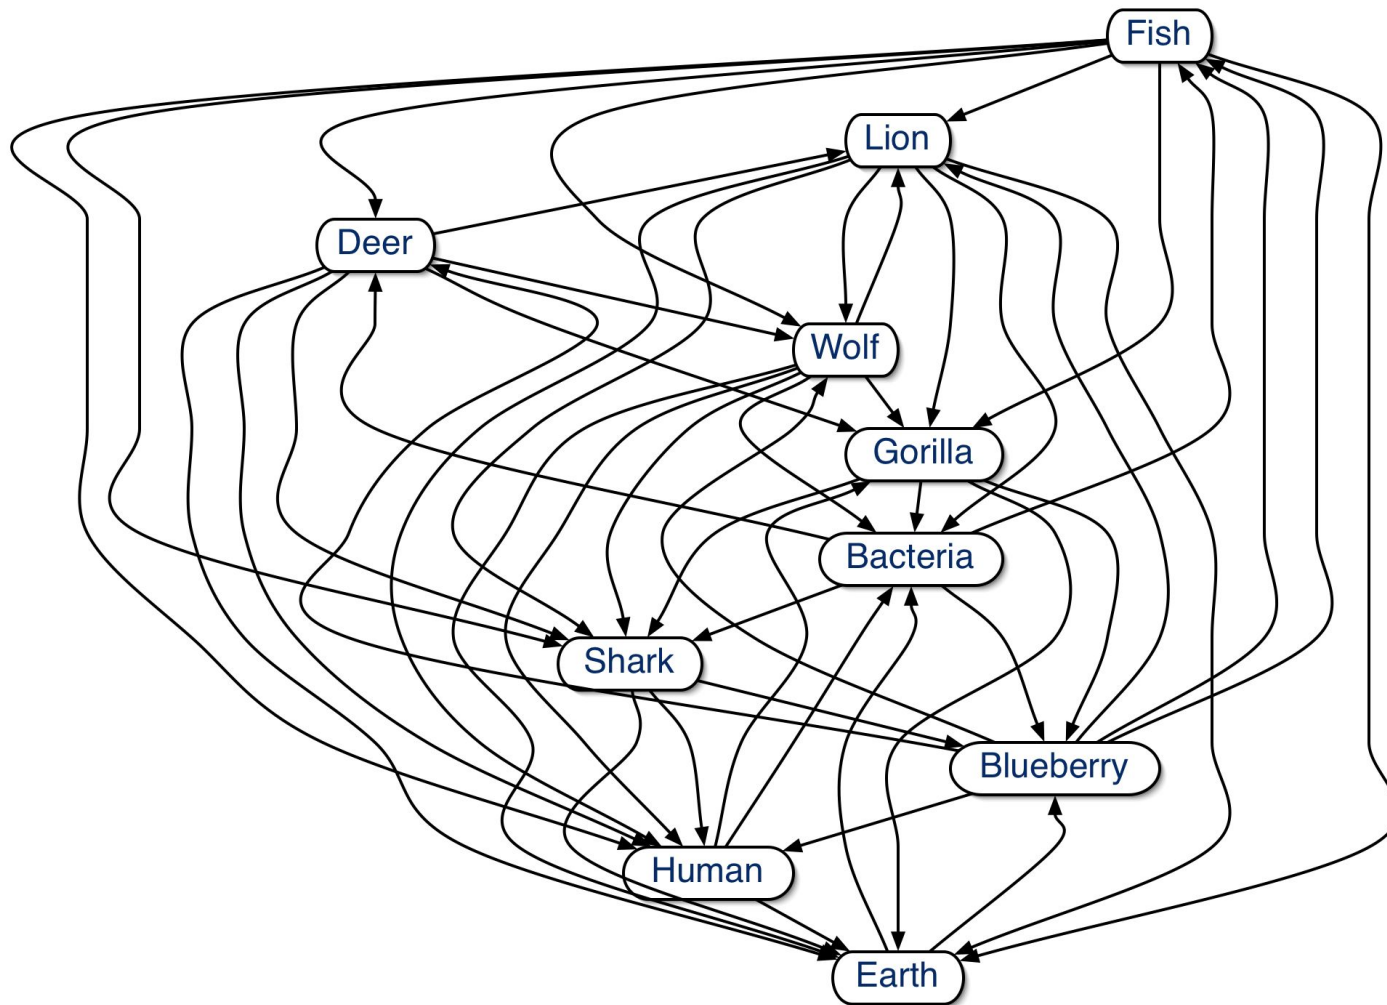 Fish
Lion
Deer
Wolf
Gorilla
Bacteria
Shark
Blueberry
Human
Earth